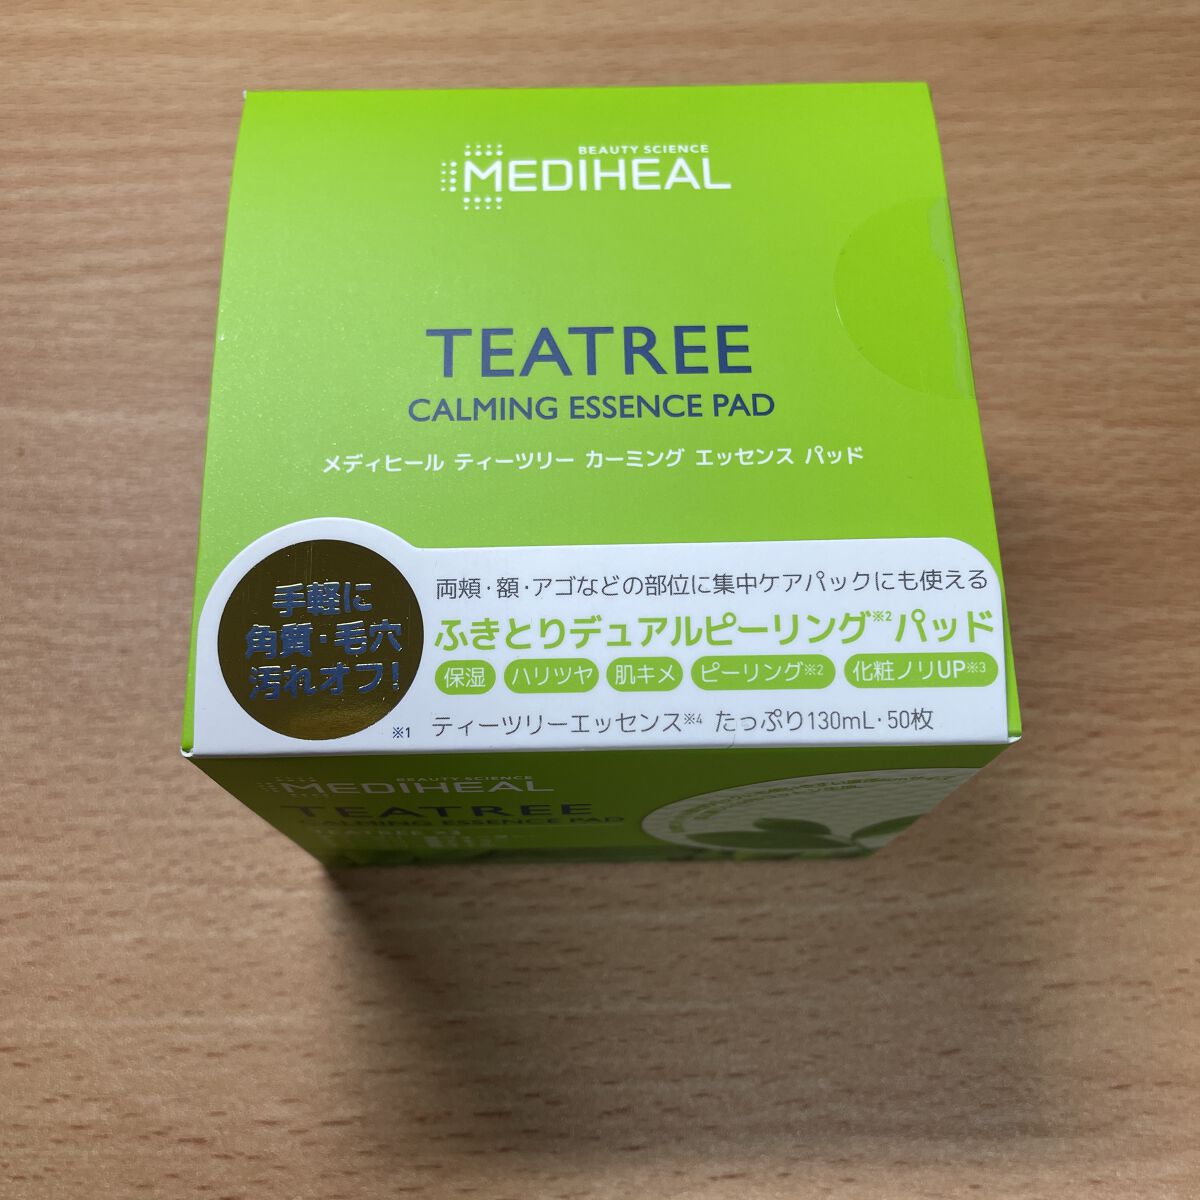 BEAUTY SCIENCE
MEDIHEAL
TEATREE
CALMING ESSENCE PAD
メディヒール ティーツリー カーミング エッセンス パッド
手軽に
角質・毛穴
汚れオフ!
※1
両頬・額・アゴなどの部位に集中ケアパックにも使える
ふきとりデュアルピーリング※2パッド
保湿 ハリツヤ 肌キメ ピーリング※2 化粧ノリUP※3
ティーツリーエッセンス※4 たっぷり130mL・50枚
BEAUTY SCIENCE
MEDIHEAL
TEATREE
CALMING ESSENCE PAD